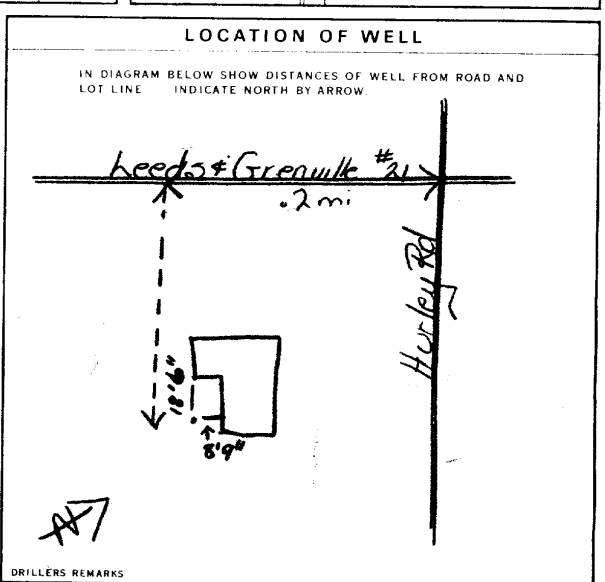 LOCATION OF WELL
IN DIAGRAM BELOW SHOW DISTANCES OF WELL FROM ROAD AND
LOT LINE INDICATE NORTH BY ARROW.
Leeds & Grenville #21
.2 mi
Hurley Rd
18'6"
8'9"
N
DRILLERS REMARKS